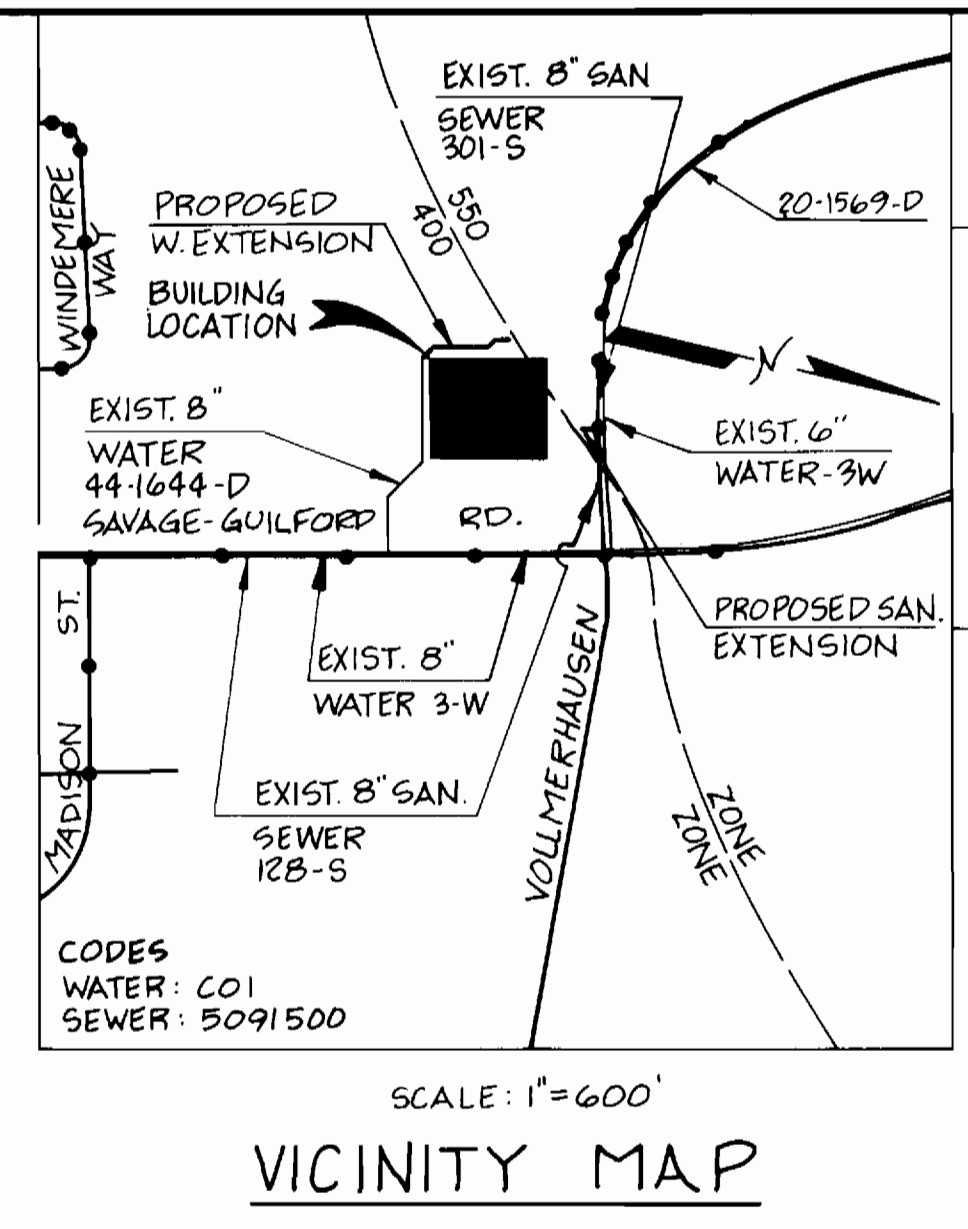 EXIST. 8" SAN
SEWER
301-S
20-1569-D
WINDEMERE
WAY
PROPOSED
W. EXTENSION
550
400
BUILDING
LOCATION
N
EXIST. 8"
WATER
44-1644-D
SAVAGE-GUILFORD RD.
EXIST. 6"
WATER-3W
MADISON ST.
EXIST. 8"
WATER 3-W
PROPOSED SAN.
EXTENSION
VOLLMERHAUSEN
EXIST. 8" SAN.
SEWER
128-S
ZONE
ZONE
CODES
WATER: C01
SEWER: 5091500
SCALE: 1"=600'
VICINITY MAP